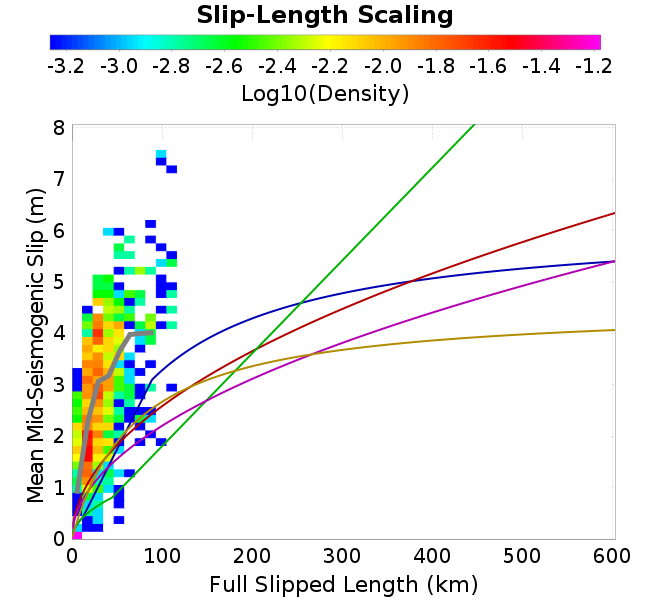 Slip-Length Scaling
-3.2 -3.0 -2.8 -2.6 -2.4 -2.2 -2.0 -1.8 -1.6 -1.4 -1.2
Log10(Density)
8
7
6
5
4
3
2
1
0
Mean Mid-Seismogenic Slip (m)
0 100 200 300 400 500 600
Full Slipped Length (km)